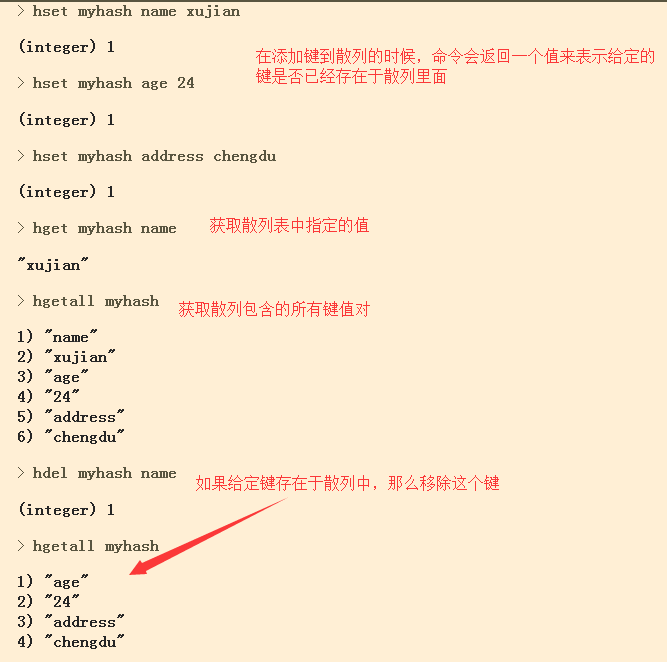 > hset myhash name xujian
(integer) 1
在添加键到散列的时候，命令会返回一个值来表示给定的
键是否已经存在于散列里面
> hset myhash age 24
(integer) 1
> hset myhash address chengdu
(integer) 1
> hget myhash name
获取散列表中指定的值
"xujian"
> hgetall myhash
获取散列包含的所有键值对
1) "name"
2) "xujian"
3) "age"
4) "24"
5) "address"
6) "chengdu"
> hdel myhash name
如果给定键存在于散列中，那么移除这个键
(integer) 1
> hgetall myhash
1) "age"
2) "24"
3) "address"
4) "chengdu"